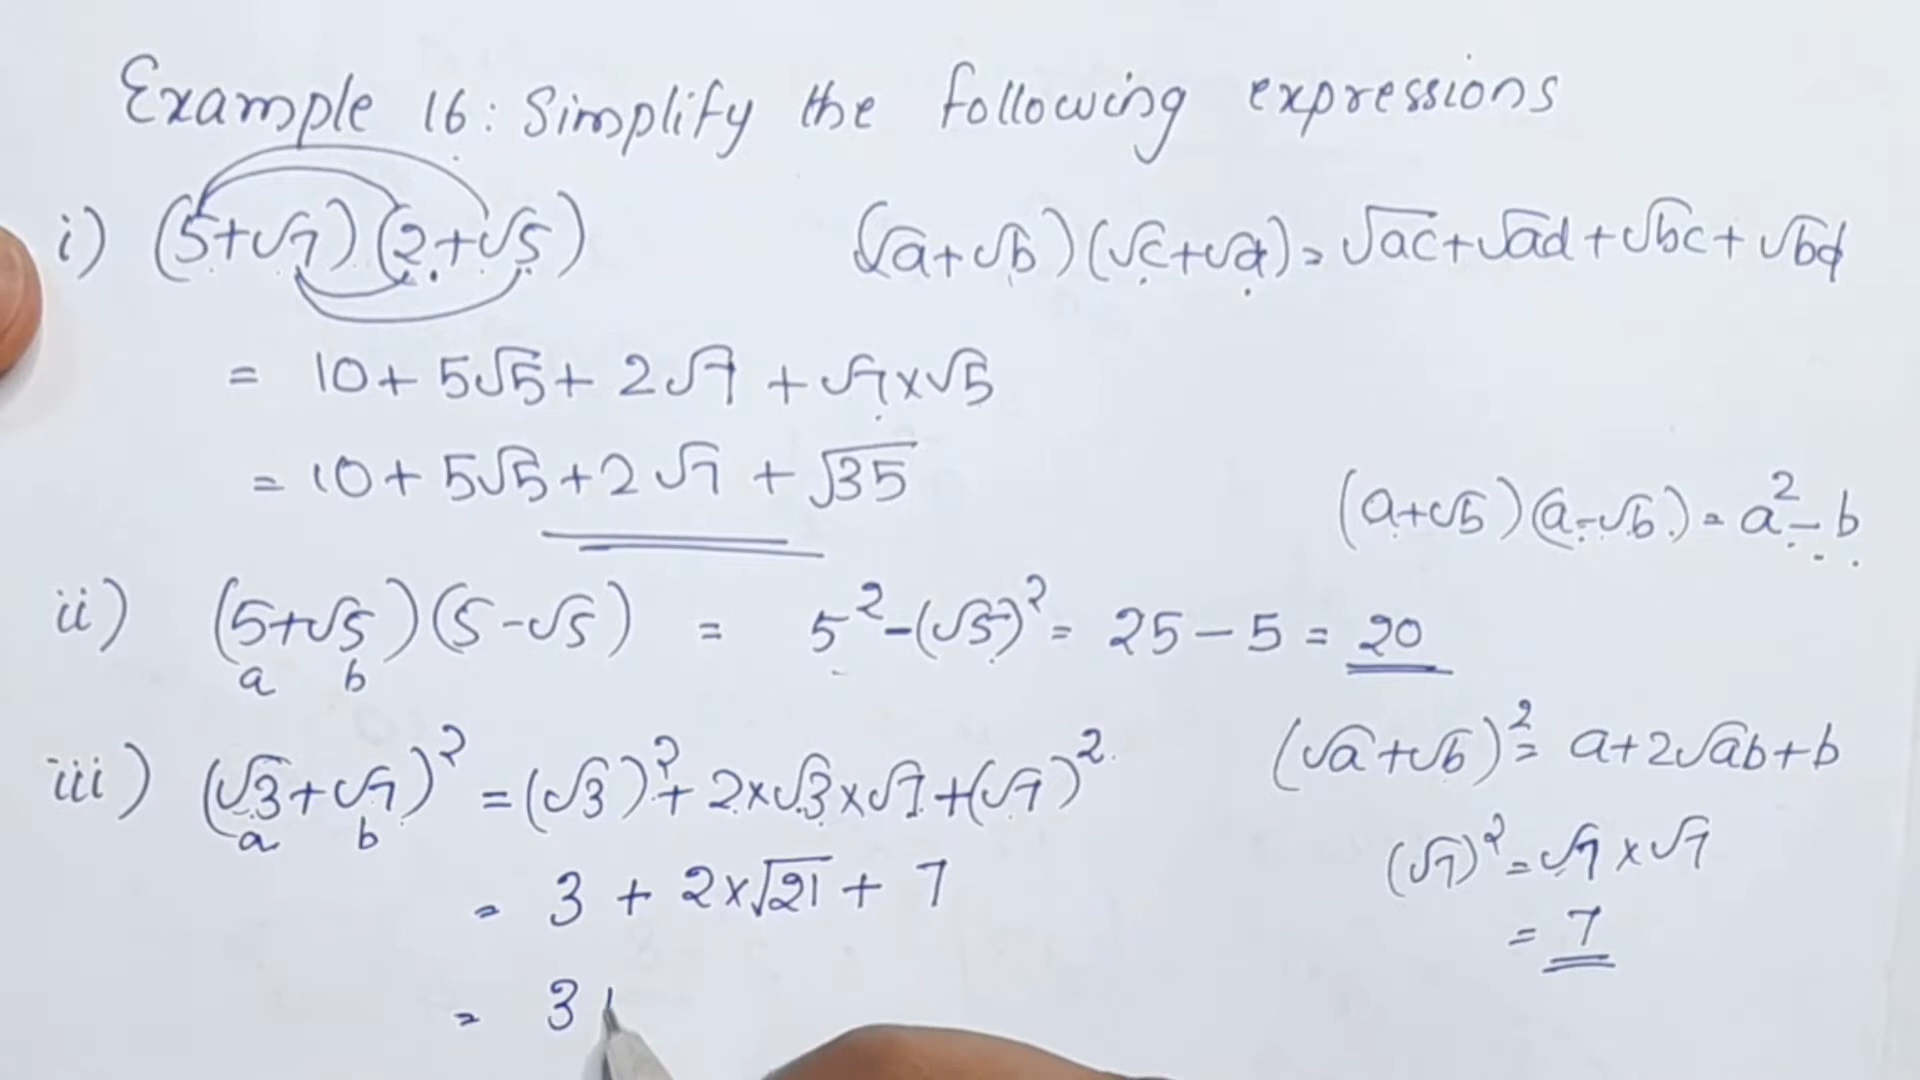 Example 16: Simplify the following expressions
i) (5+√7)(2+√5)
(√a+√b)(√c+√d)=√ac+√ad+√bc+√bd
= 10+5√5+2√7+√7×√5
= 10+5√5+2√7+√35
(a+√b)(a-√b)=a²-b
ii) (5+√5)(5-√5) = 5²-(√5)²= 25-5 = 20
a b
(√a+√b)²= a+2√ab+b
iii) (√3+√7)² =(√3)²+2×√3×√7+(√7)²
a b
(√7)²=√7×√7
= 3 + 2×√21 + 7
= 7
= 3